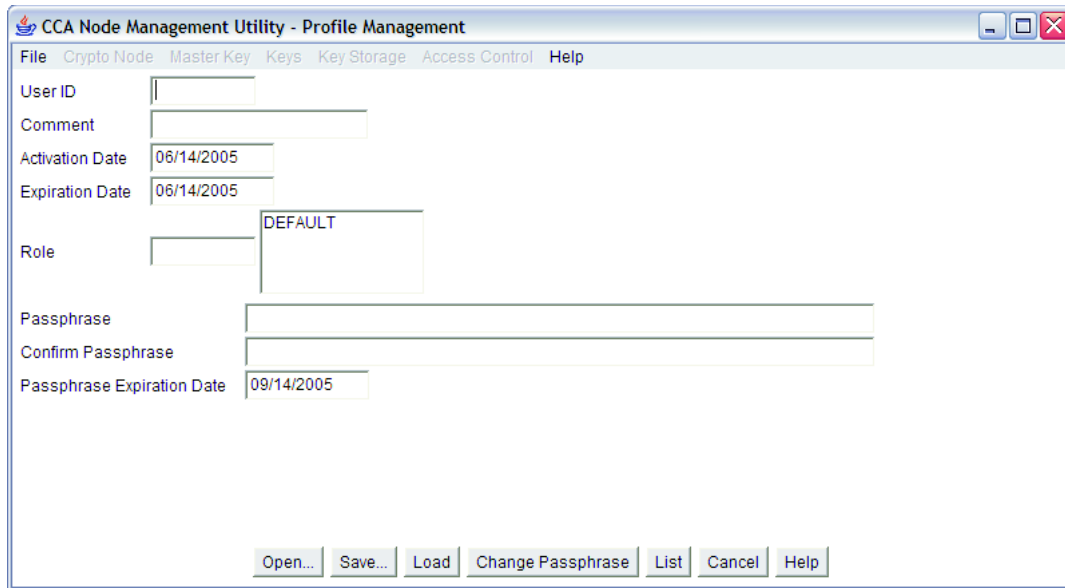 CCA Node Management Utility - Profile Management
File Crypto Node Master Key Keys Key Storage Access Control Help
User ID
Comment
Activation Date 06/14/2005
Expiration Date 06/14/2005
DEFAULT
Role
Passphrase
Confirm Passphrase
Passphrase Expiration Date 09/14/2005
Open... Save... Load Change Passphrase List Cancel Help